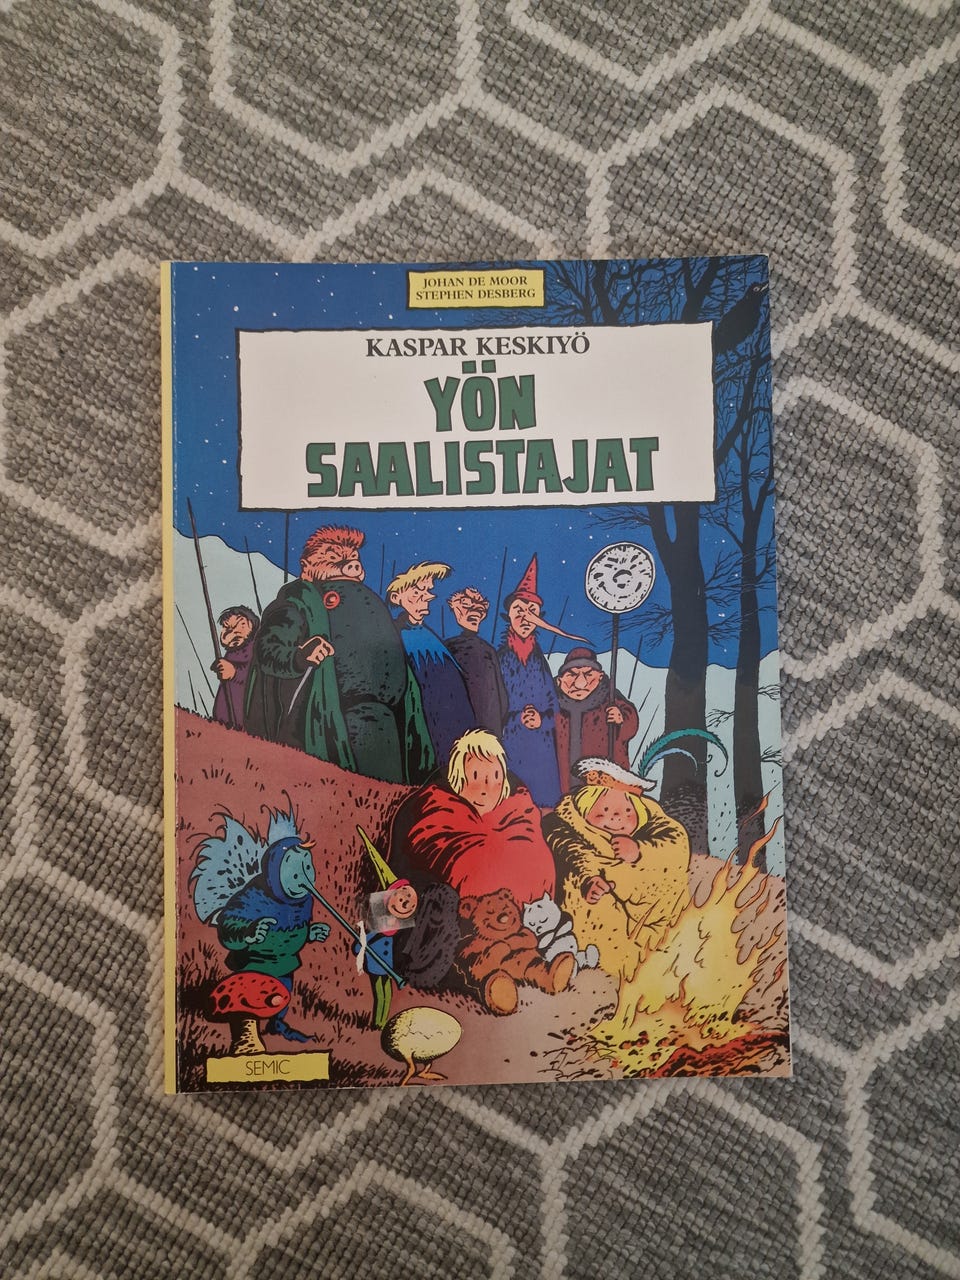 JOHAN DE MOOR
STEPHEN DESBERG
KASPAR KESKIYÖ
YÖN
SAALISTAJAT
SEMIC